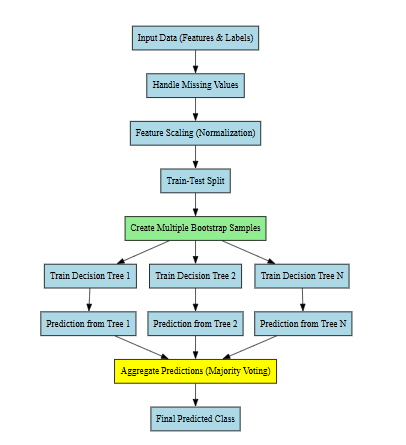 Input Data (Features & Labels)
Handle Missing Values
Feature Scaling (Normalization)
Train-Test Split
Create Multiple Bootstrap Samples
Train Decision Tree 1
Train Decision Tree 2
Train Decision Tree N
Prediction from Tree 1
Prediction from Tree 2
Prediction from Tree N
Aggregate Predictions (Majority Voting)
Final Predicted Class